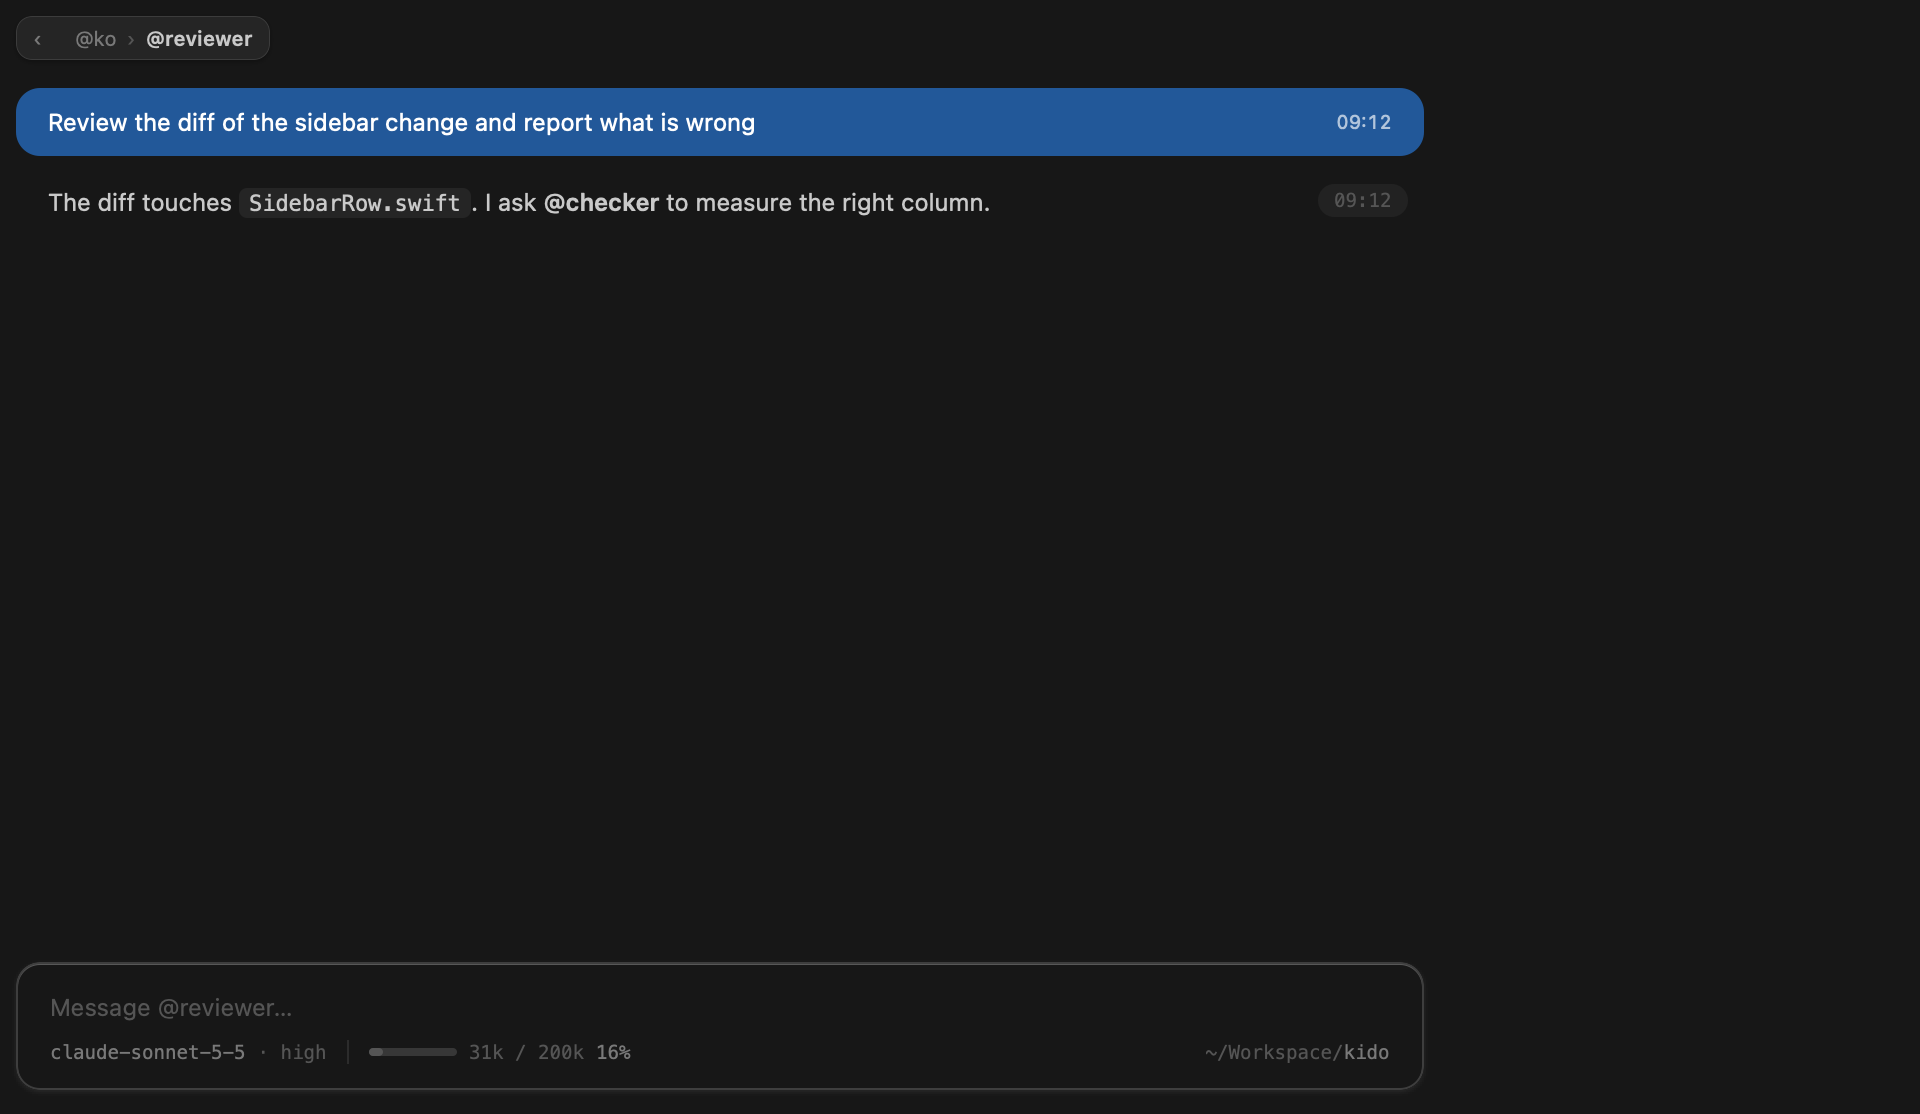 ‹ @ko › @reviewer
Review the diff of the sidebar change and report what is wrong 09:12
The diff touches SidebarRow.swift. I ask @checker to measure the right column. 09:12
Message @reviewer...
claude-sonnet-5-5 · high 31k / 200k 16% ~/Workspace/kido